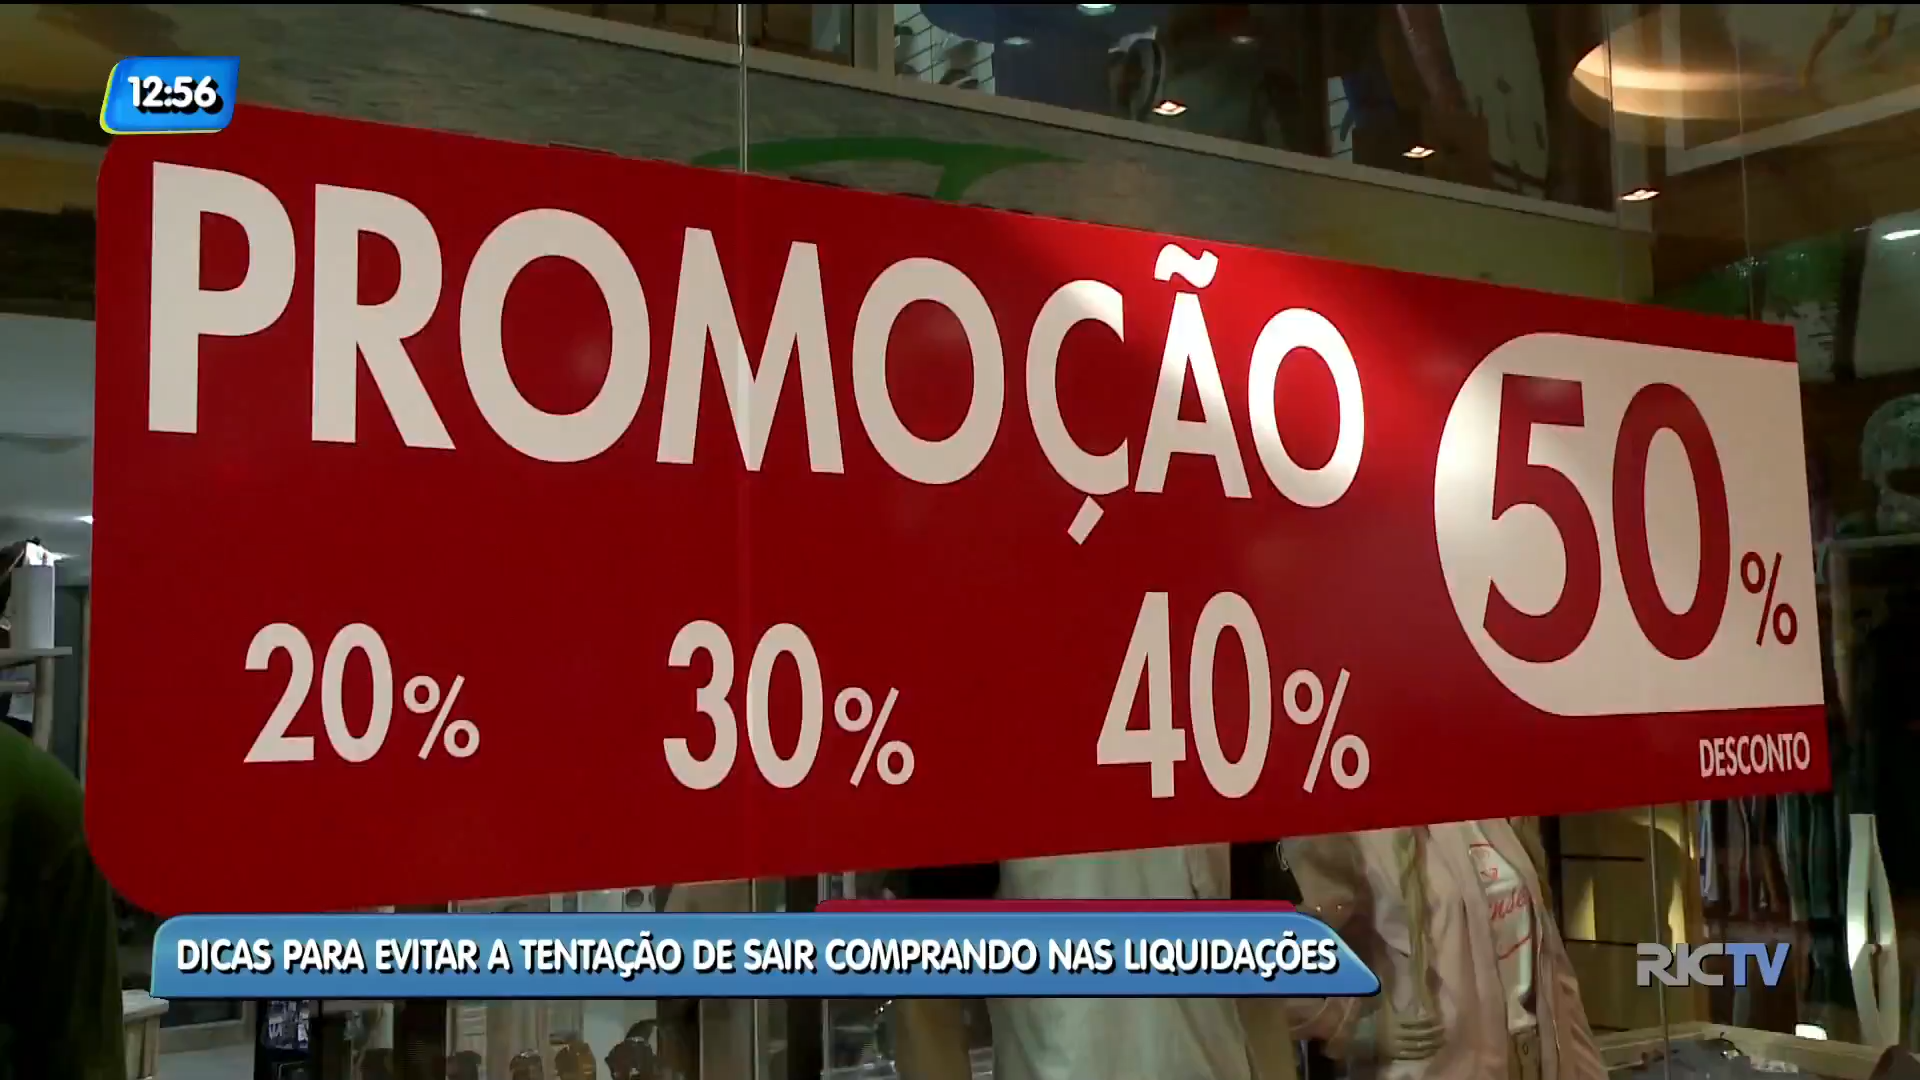 12:56
PROMOÇÃO
20% 30% 40% 50%
DESCONTO
DICAS PARA EVITAR A TENTAÇÃO DE SAIR COMPRANDO NAS LIQUIDAÇÕES
RICTV